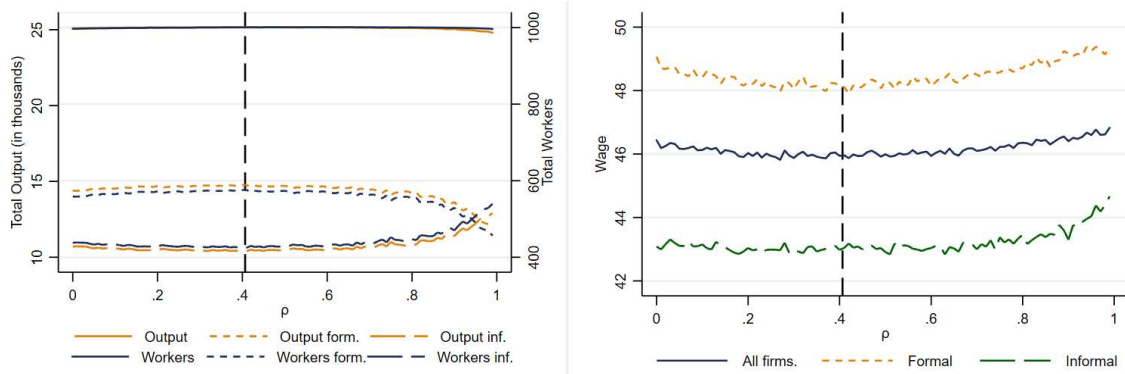 Total Output (in thousands)
25
20
15
10
Total Workers
1000
800
600
400
0 .2 .4 .6 .8 1
ρ
Output Output form. Output inf.
Workers Workers form. Workers inf.
Wage
50
48
46
44
42
0 .2 .4 .6 .8 1
ρ
All firms. Formal Informal